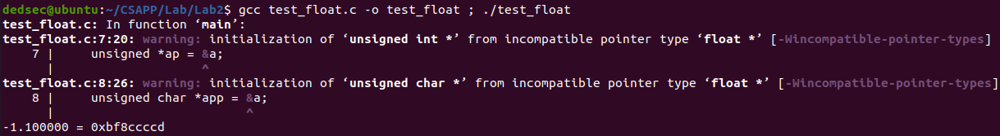 dedsec@ubuntu:~/CSAPP/Lab/Lab2$ gcc test_float.c -o test_float ; ./test_float
test_float.c: In function ‘main’:
test_float.c:7:20: warning: initialization of ‘unsigned int *’ from incompatible pointer type ‘float *’ [-Wincompatible-pointer-types]
    7 |     unsigned *ap = &a;
      |                    ^
test_float.c:8:26: warning: initialization of ‘unsigned char *’ from incompatible pointer type ‘float *’ [-Wincompatible-pointer-types]
    8 |     unsigned char *app = &a;
      |                          ^
-1.100000 = 0xbf8ccccd